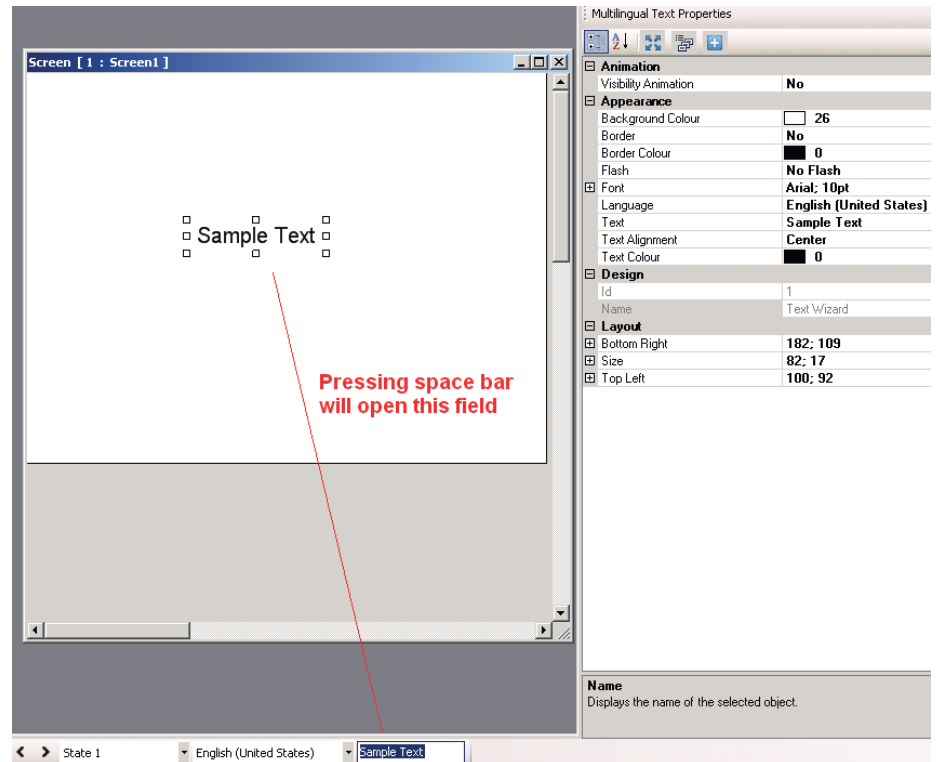 Multilingual Text Properties
Screen [ 1 : Screen1 ]
Animation
Visibility Animation No
Appearance
Background Colour 26
Border No
Border Colour 0
Flash No Flash
Font Arial; 10pt
Language English (United States)
Text Sample Text
Text Alignment Center
Text Colour 0
Design
Id 1
Name Text Wizard
Layout
Bottom Right 182; 109
Size 82; 17
Top Left 100; 92
Sample Text
Pressing space bar
will open this field
Name
Displays the name of the selected object.
State 1 English (United States) Sample Text